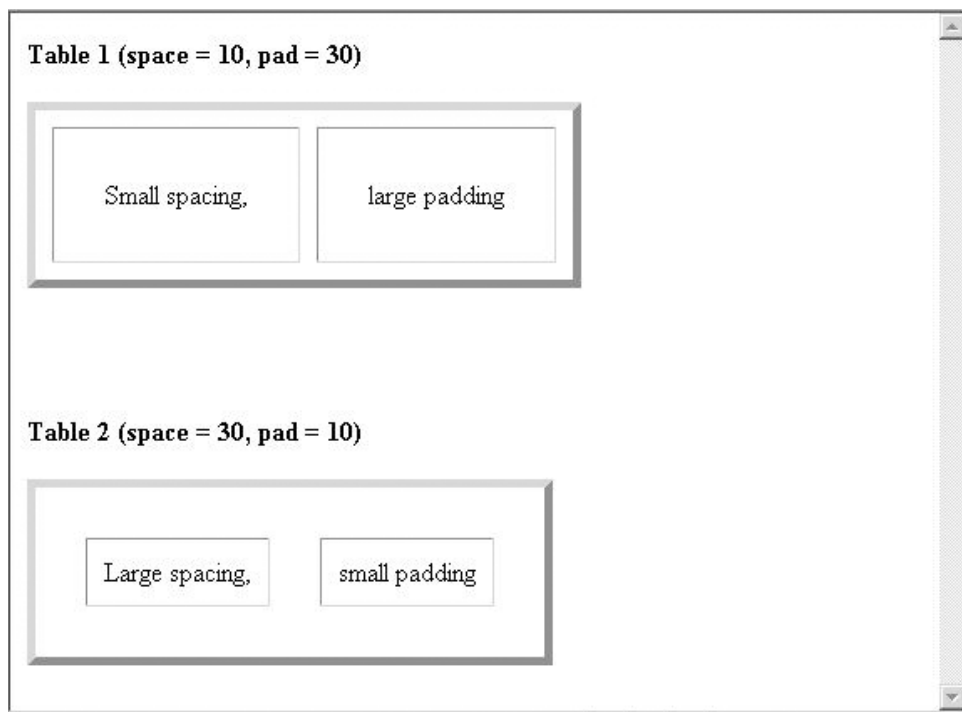 Table 1 (space = 10, pad = 30)
Small spacing, large padding
Table 2 (space = 30, pad = 10)
Large spacing, small padding